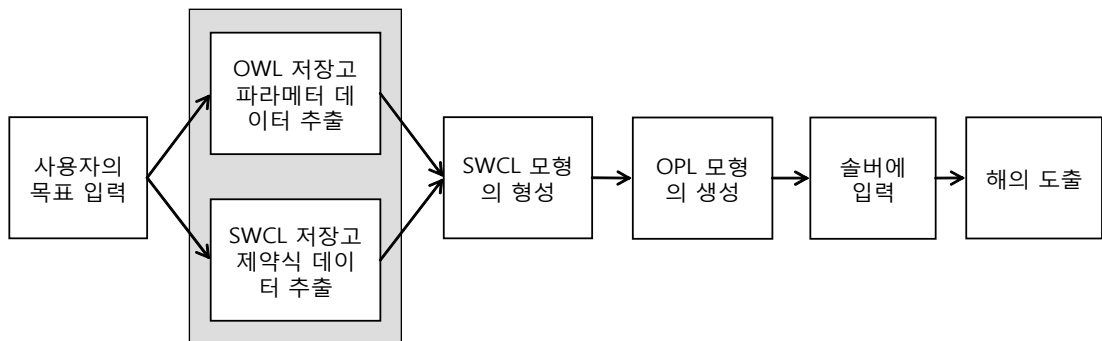 사용자의
목표 입력
OWL 저장고
파라메터 데
이터 추출
SWCL 저장고
제약식 데이
터 추출
SWCL 모형
의 형성
OPL 모형
의 생성
솔버에
입력
해의 도출